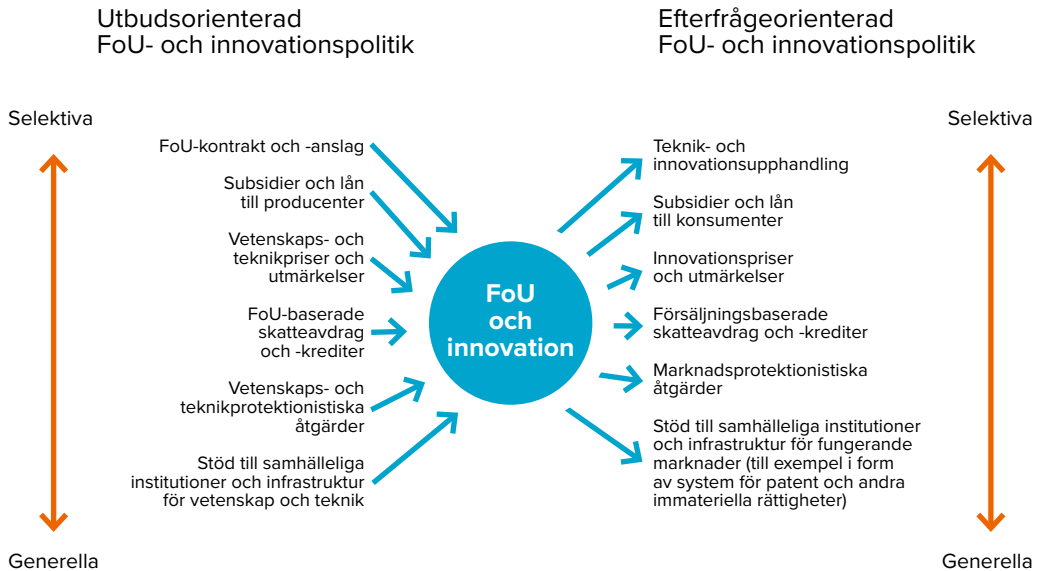 Utbudsorienterad
FoU- och innovationspolitik
Efterfrågeorienterad
FoU- och innovationspolitik
Selektiva
Generella
FoU-kontrakt och -anslag
Subsidier och lån
till producenter
Vetenskaps- och
teknikpriser och
utmärkelser
FoU-baserade
skatteavdrag
och -krediter
Vetenskaps- och
teknikprotektionistiska
åtgärder
Stöd till samhälleliga
institutioner och infrastruktur
för vetenskap och teknik
FoU
och
innovation
Teknik- och
innovationsupphandling
Subsidier och lån
till konsumenter
Innovationspriser
och utmärkelser
Försäljningsbaserade
skatteavdrag och -krediter
Marknadsprotektionistiska
åtgärder
Stöd till samhälleliga institutioner
och infrastruktur för fungerande
marknader (till exempel i form
av system för patent och andra
immateriella rättigheter)
Selektiva
Generella